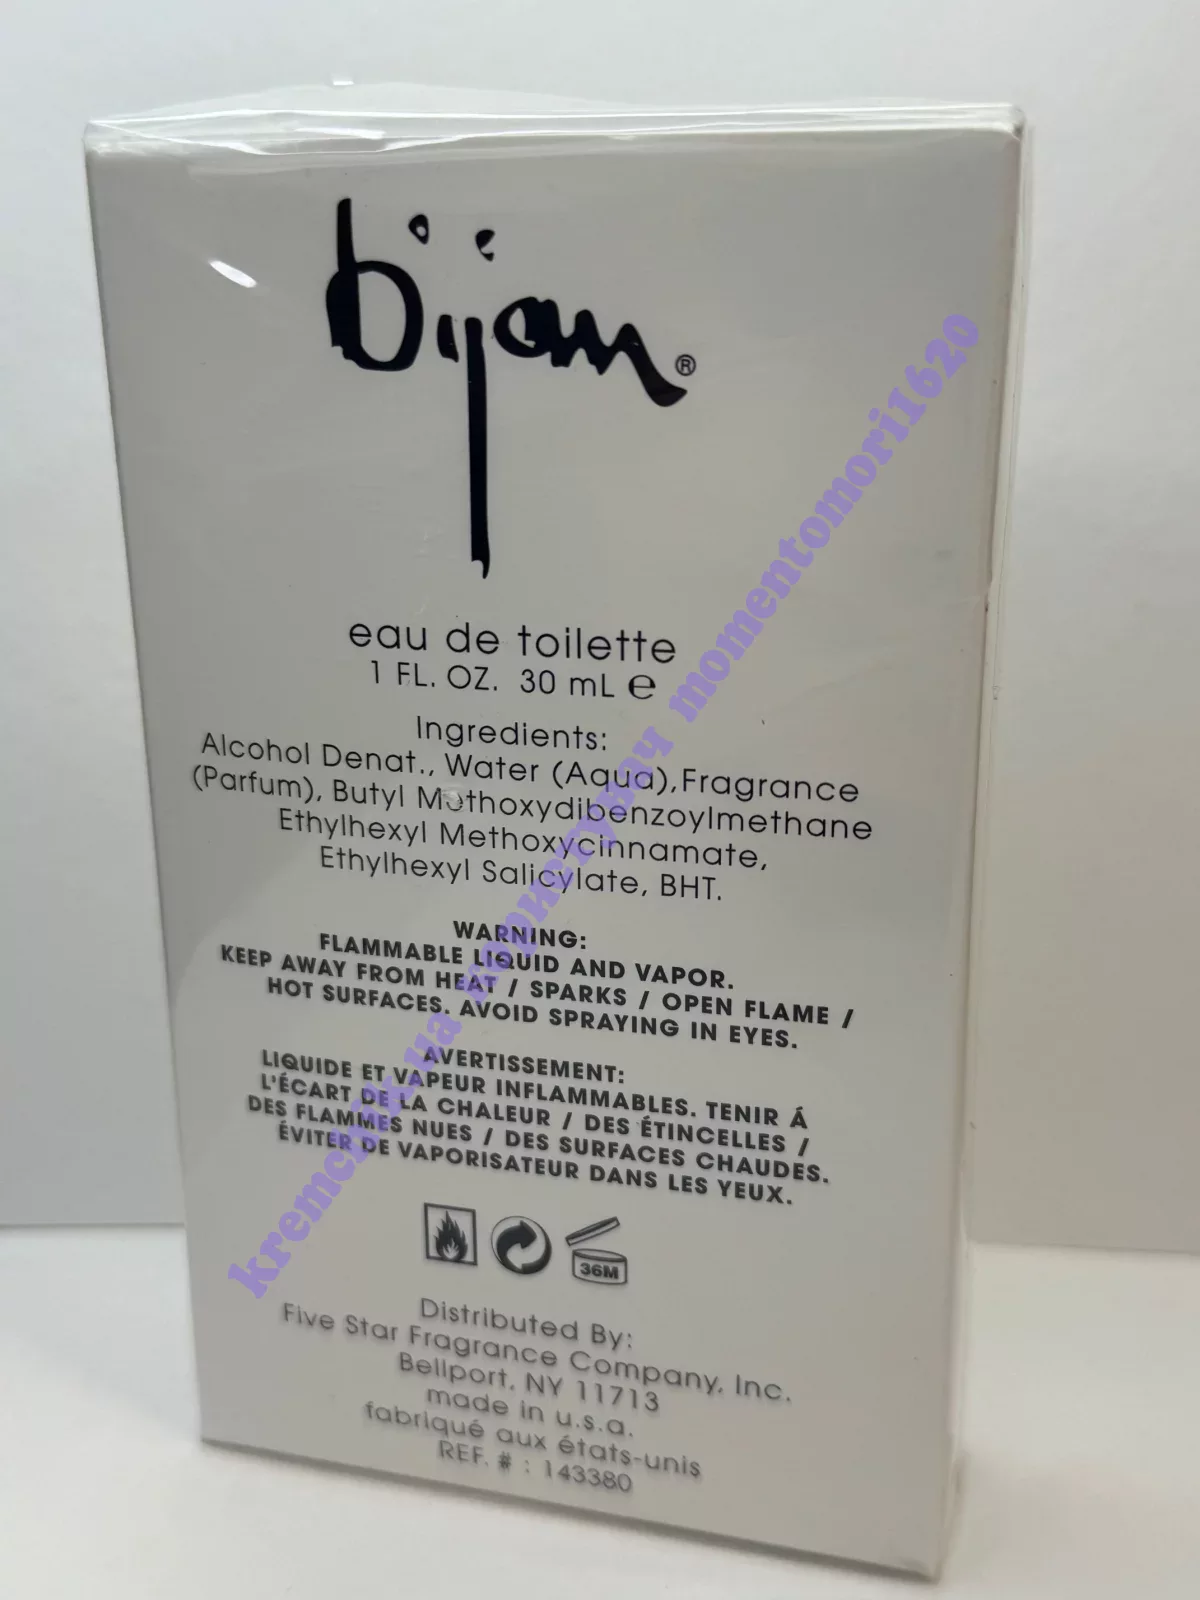 bijan®
eau de toilette
1 FL. OZ. 30 mL ℮
Ingredients:
Alcohol Denat., Water (Aqua),Fragrance
(Parfum), Butyl Methoxydibenzoylmethane
Ethylhexyl Methoxycinnamate,
Ethylhexyl Salicylate, BHT.
WARNING:
FLAMMABLE LIQUID AND VAPOR.
KEEP AWAY FROM HEAT / SPARKS / OPEN FLAME /
HOT SURFACES. AVOID SPRAYING IN EYES.
AVERTISSEMENT:
LIQUIDE ET VAPEUR INFLAMMABLES. TENIR Á
L'ÉCART DE LA CHALEUR / DES ÉTINCELLES /
DES FLAMMES NUES / DES SURFACES CHAUDES.
ÉVITER DE VAPORISATEUR DANS LES YEUX.
36M
Distributed By:
Five Star Fragrance Company, Inc.
Bellport, NY 11713
made in u.s.a.
fabriqué aux états-unis
REF. # : 143380
kremchik.ua користувач momentomori1620